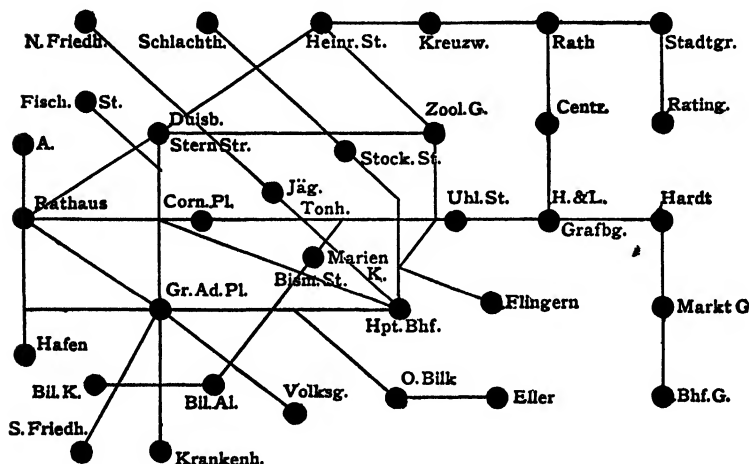 N. Friedh.
Schlachth.
Heinr. St.
Kreuzw.
Rath
Stadtgr.
Fisch. St.
Duisb.
Stern Str.
Zool. G.
Centr.
Rating.
A.
Stock. St.
Rathaus
Corn. Pl.
Jäg.
Tonh.
Uhl. St.
H. & L.
Grafbg.
Hardt
Marien
K.
Bism. St.
Gr. Ad. Pl.
Hpt. Bhf.
Elingern
Markt G
Hafen
Bil. K.
Bil. Al.
Volksg.
O. Bilk
Eller
Bhf. G.
S. Friedh.
Krankenh.